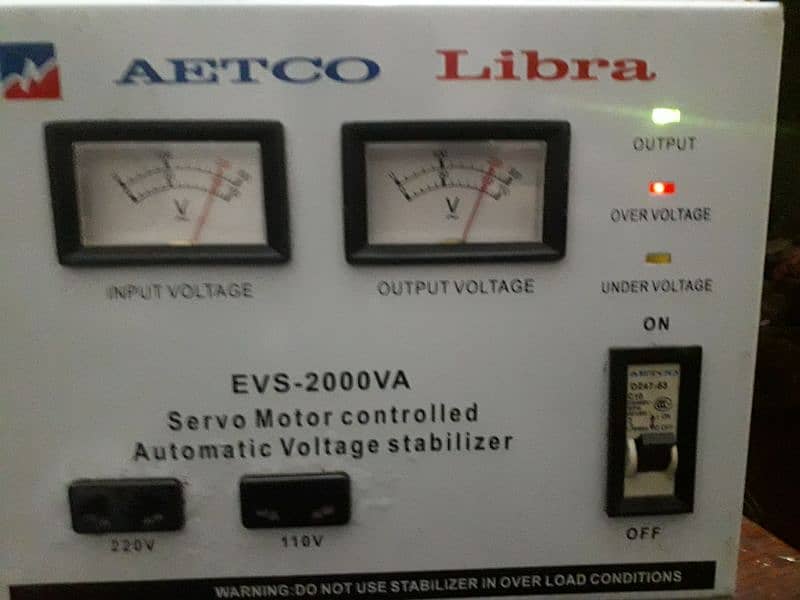 AETCO Libra
V
V
INPUT VOLTAGE
OUTPUT VOLTAGE
OUTPUT
OVER VOLTAGE
UNDER VOLTAGE
ON
EVS-2000VA
Servo Motor controlled
Automatic Voltage stabilizer
220V
110V
OFF
WARNING:DO NOT USE STABILIZER IN OVER LOAD CONDITIONS